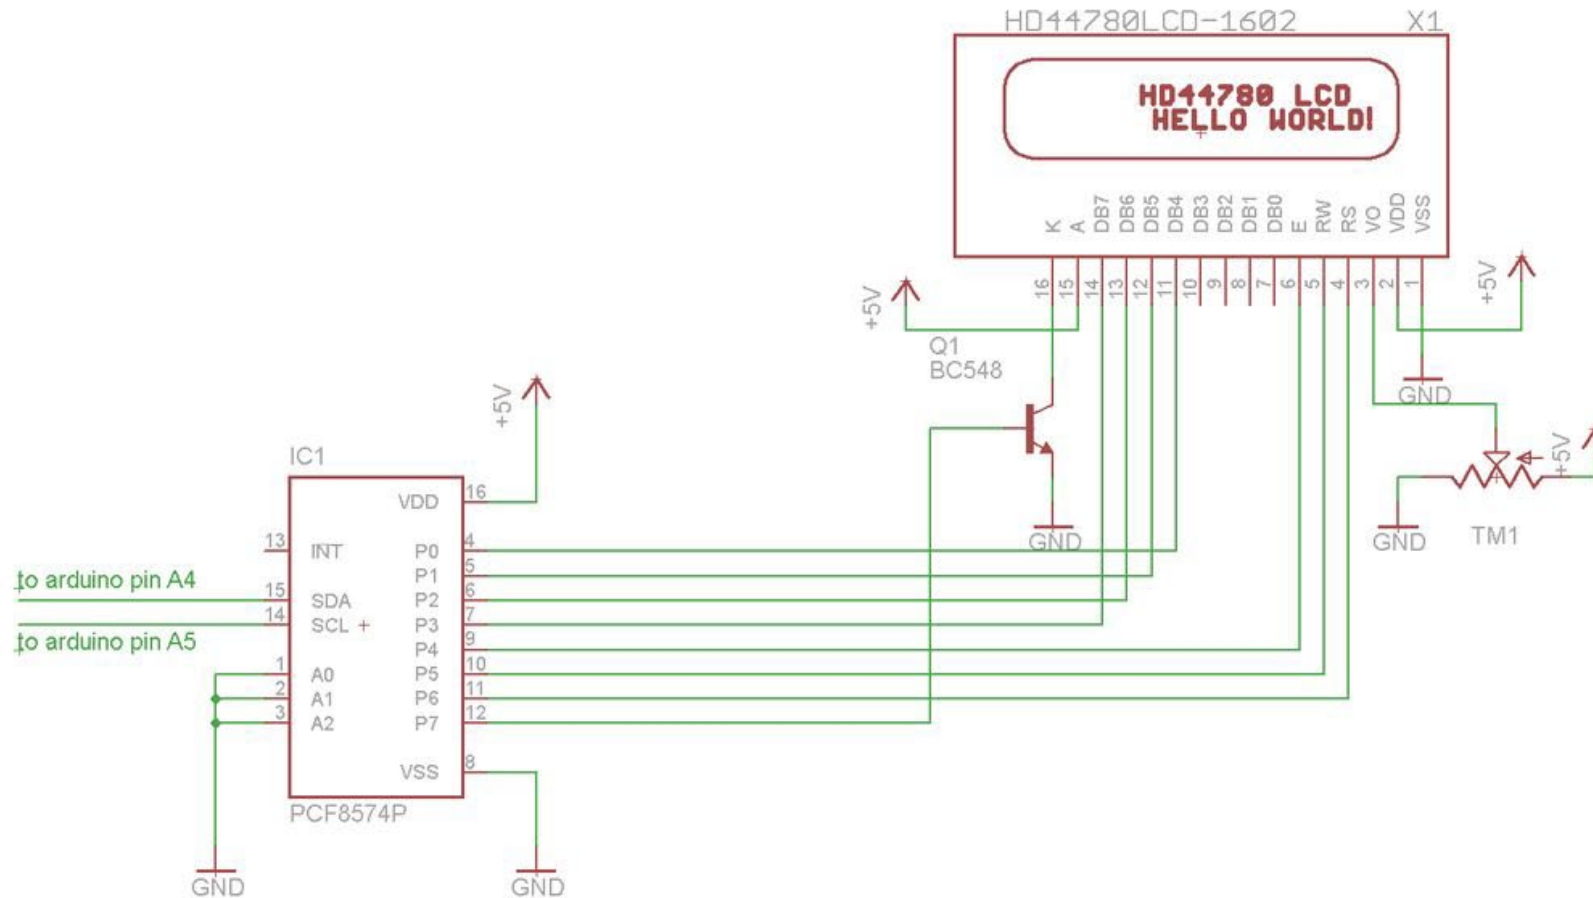 HD44780LCD-1602 X1
HD44780 LCD
HELLO WORLD!
K A DB7 DB6 DB5 DB4 DB3 DB2 DB1 DB0 E RW RS VO VDD VSS
16 15 14 13 12 11 10 9 8 7 6 5 4 3 2 1
+5V
+5V
Q1
BC548
GND
+5V
GND
GND
TM1
+5V
IC1
VDD 16
13 INT P0 4
P1 5
to arduino pin A4
15 SDA P2 6
14 SCL P3 7
to arduino pin A5
P4 9
1 A0 P5 10
2 A1 P6 11
3 A2 P7 12
VSS 8
PCF8574P
GND
GND